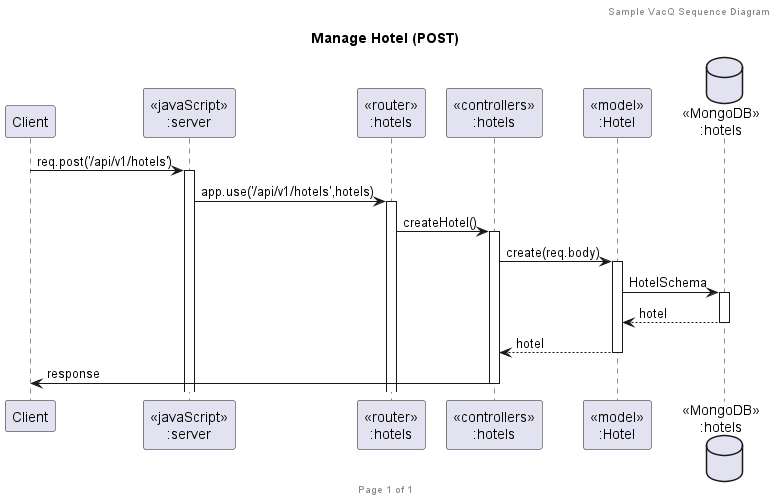 Sample VacQ Sequence Diagram
Manage Hotel (POST)
Client
«javaScript»
:server
«router»
:hotels
«controllers»
:hotels
«model»
:Hotel
«MongoDB»
:hotels
req.post('/api/v1/hotels')
app.use('/api/v1/hotels',hotels)
createHotel()
create(req.body)
HotelSchema
hotel
hotel
response
Client
«javaScript»
:server
«router»
:hotels
«controllers»
:hotels
«model»
:Hotel
«MongoDB»
:hotels
Page 1 of 1